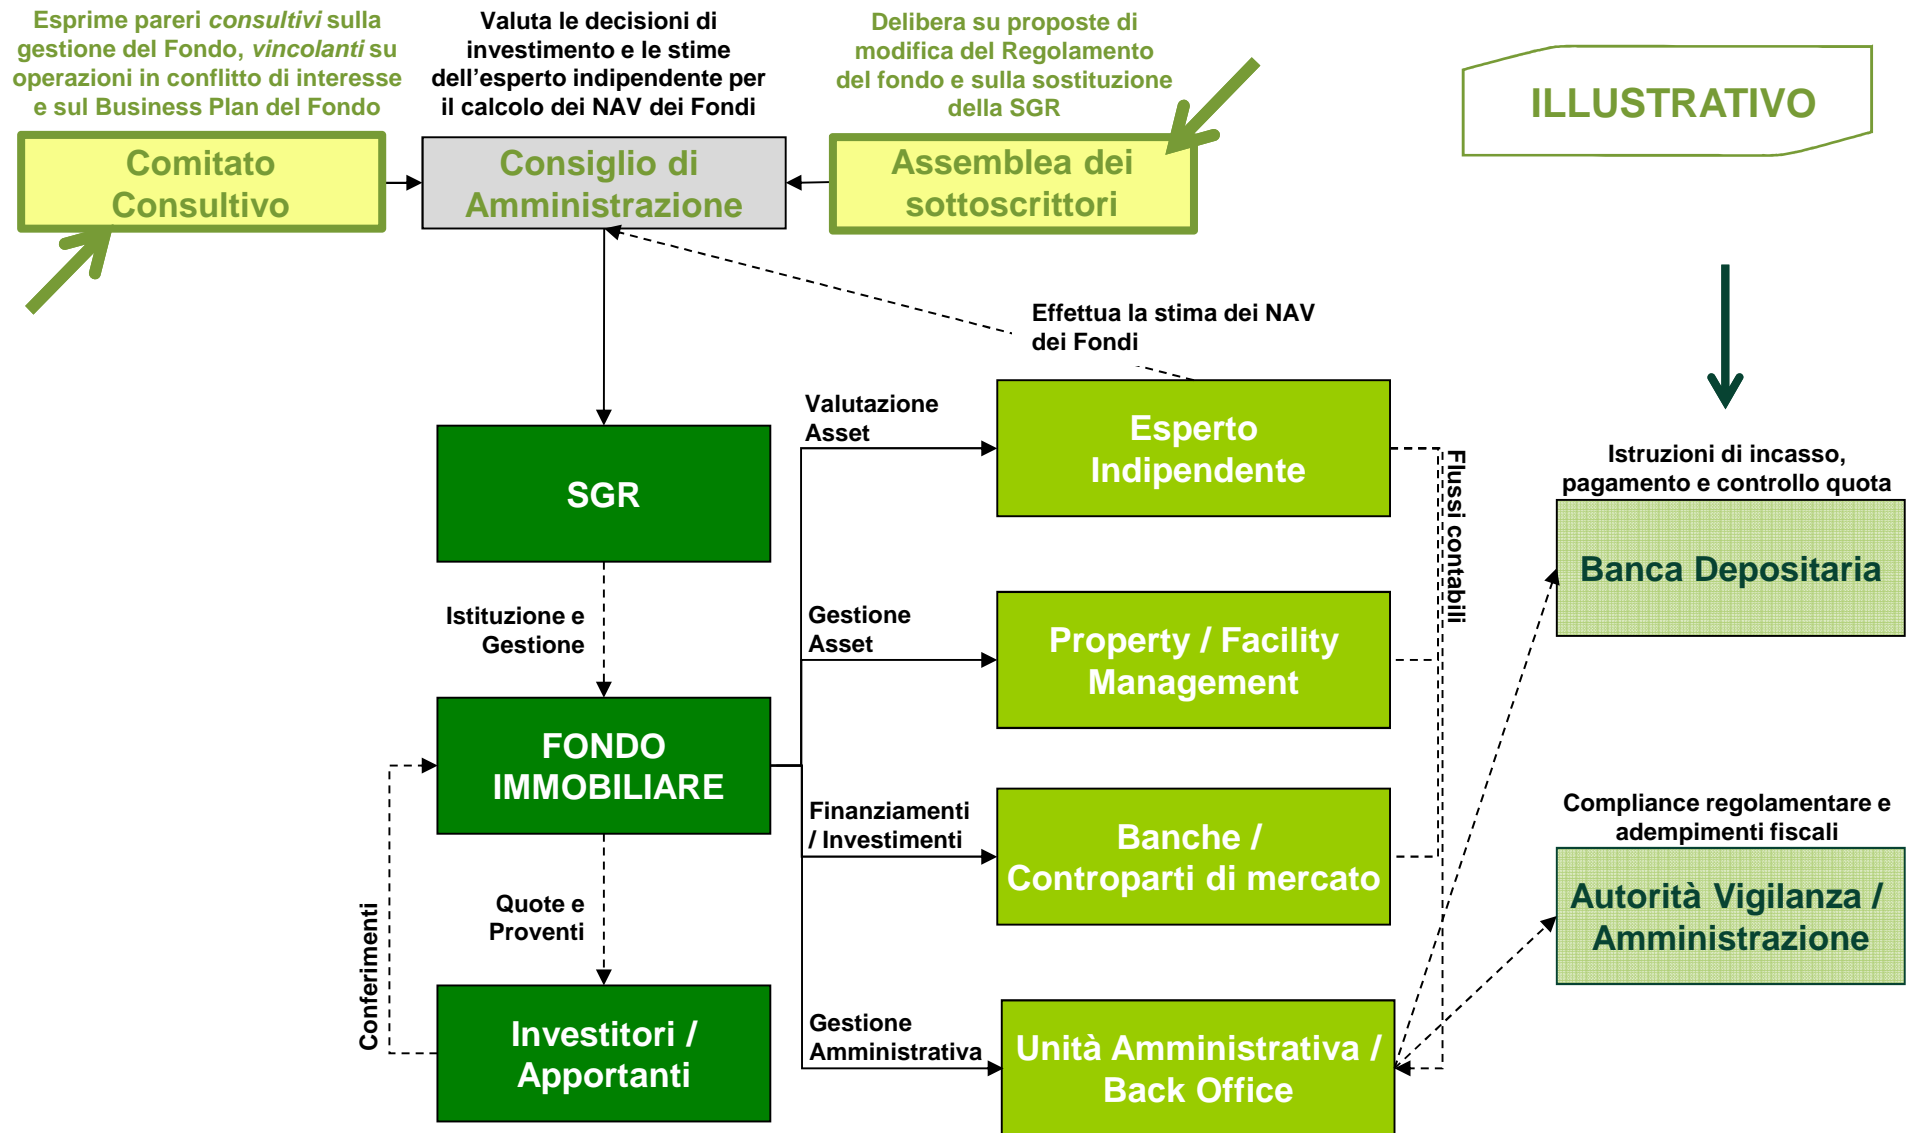 Esprime pareri consultivi sulla
gestione del Fondo, vincolanti su
operazioni in conflitto di interesse
e sul Business Plan del Fondo
Valuta le decisioni di
investimento e le stime
dell'esperto indipendente per
il calcolo dei NAV dei Fondi
Delibera su proposte di
modifica del Regolamento
del fondo e sulla sostituzione
della SGR
ILLUSTRATIVO
Comitato
Consultivo
Consiglio di
Amministrazione
Assemblea dei
sottoscrittori
Effettua la stima dei NAV
dei Fondi
Valutazione
Asset
Esperto
Indipendente
SGR
Flussi contabili
Istruzioni di incasso,
pagamento e controllo quota
Banca Depositaria
Istituzione e
Gestione
Gestione
Asset
Property / Facility
Management
FONDO
IMMOBILIARE
Finanziamenti
/ Investimenti
Banche /
Controparti di mercato
Compliance regolamentare e
adempimenti fiscali
Autorità Vigilanza /
Amministrazione
Conferimenti
Quote e
Proventi
Investitori /
Apportanti
Gestione
Amministrativa
Unità Amministrativa /
Back Office